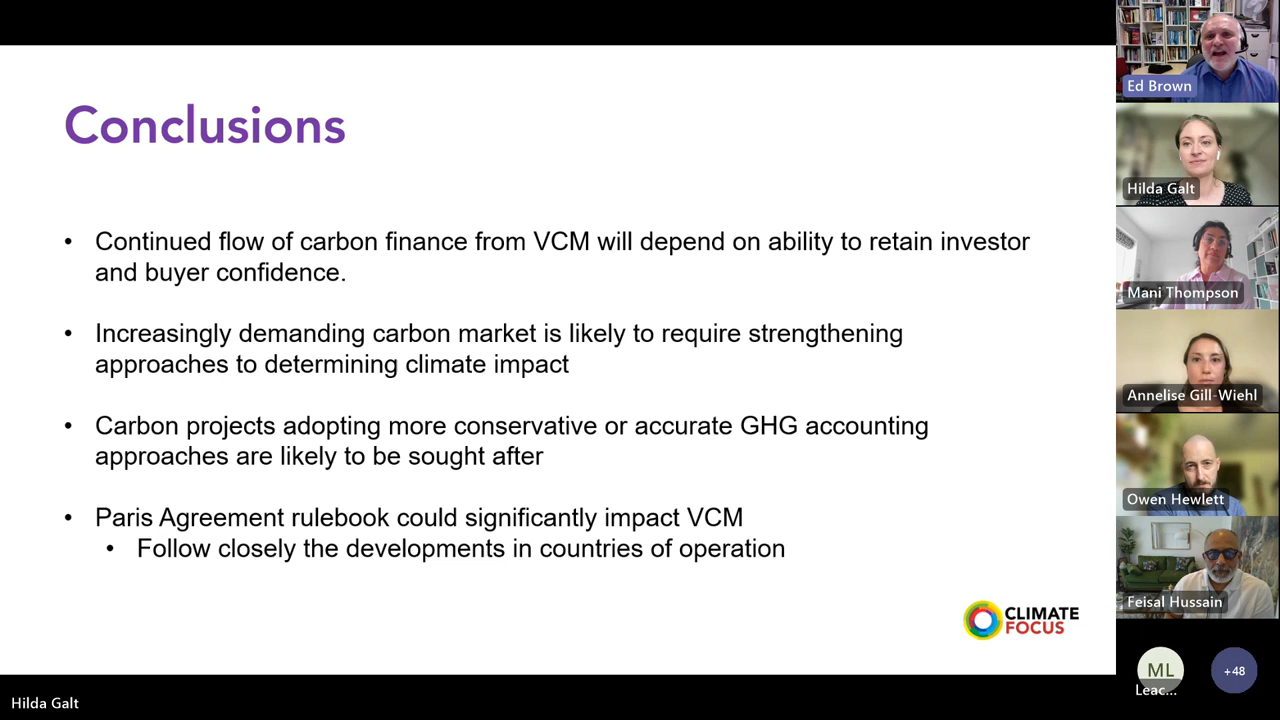 Conclusions
• Continued flow of carbon finance from VCM will depend on ability to retain investor
and buyer confidence.
• Increasingly demanding carbon market is likely to require strengthening
approaches to determining climate impact
• Carbon projects adopting more conservative or accurate GHG accounting
approaches are likely to be sought after
• Paris Agreement rulebook could significantly impact VCM
• Follow closely the developments in countries of operation
CLIMATE
FOCUS
Hilda Galt
Ed Brown
Hilda Galt
Mani Thompson
Annelise Gill-Wiehl
Owen Hewlett
Feisal Hussain
ML
Leac...
+48